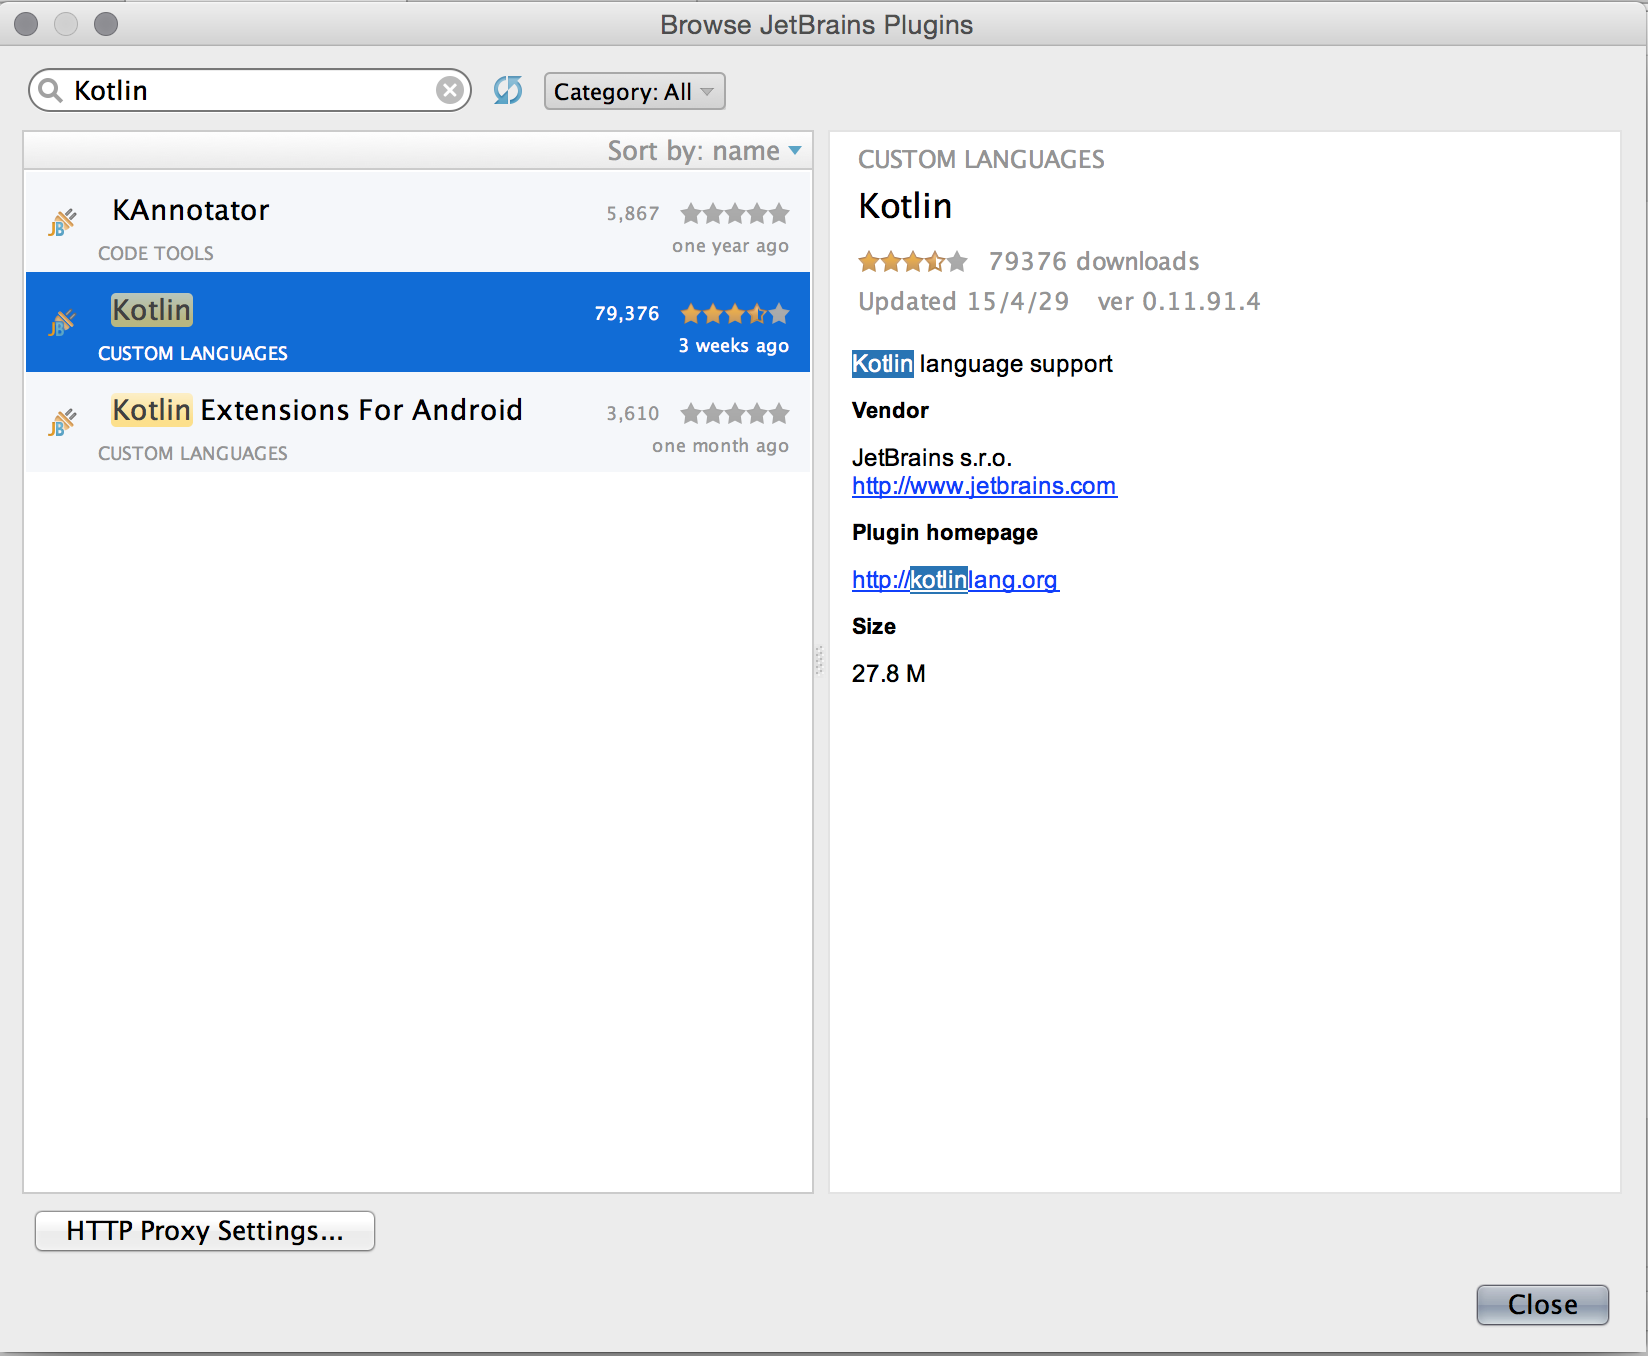 Browse JetBrains Plugins
Kotlin
Category: All
Sort by: name
KAnnotator 5,867
CODE TOOLS one year ago
Kotlin 79,376
CUSTOM LANGUAGES 3 weeks ago
Kotlin Extensions For Android 3,610
CUSTOM LANGUAGES one month ago
CUSTOM LANGUAGES
Kotlin
79376 downloads
Updated 15/4/29 ver 0.11.91.4
Kotlin language support
Vendor
JetBrains s.r.o.
http://www.jetbrains.com
Plugin homepage
http://kotlinlang.org
Size
27.8 M
HTTP Proxy Settings...
Close
JB
JB
JB